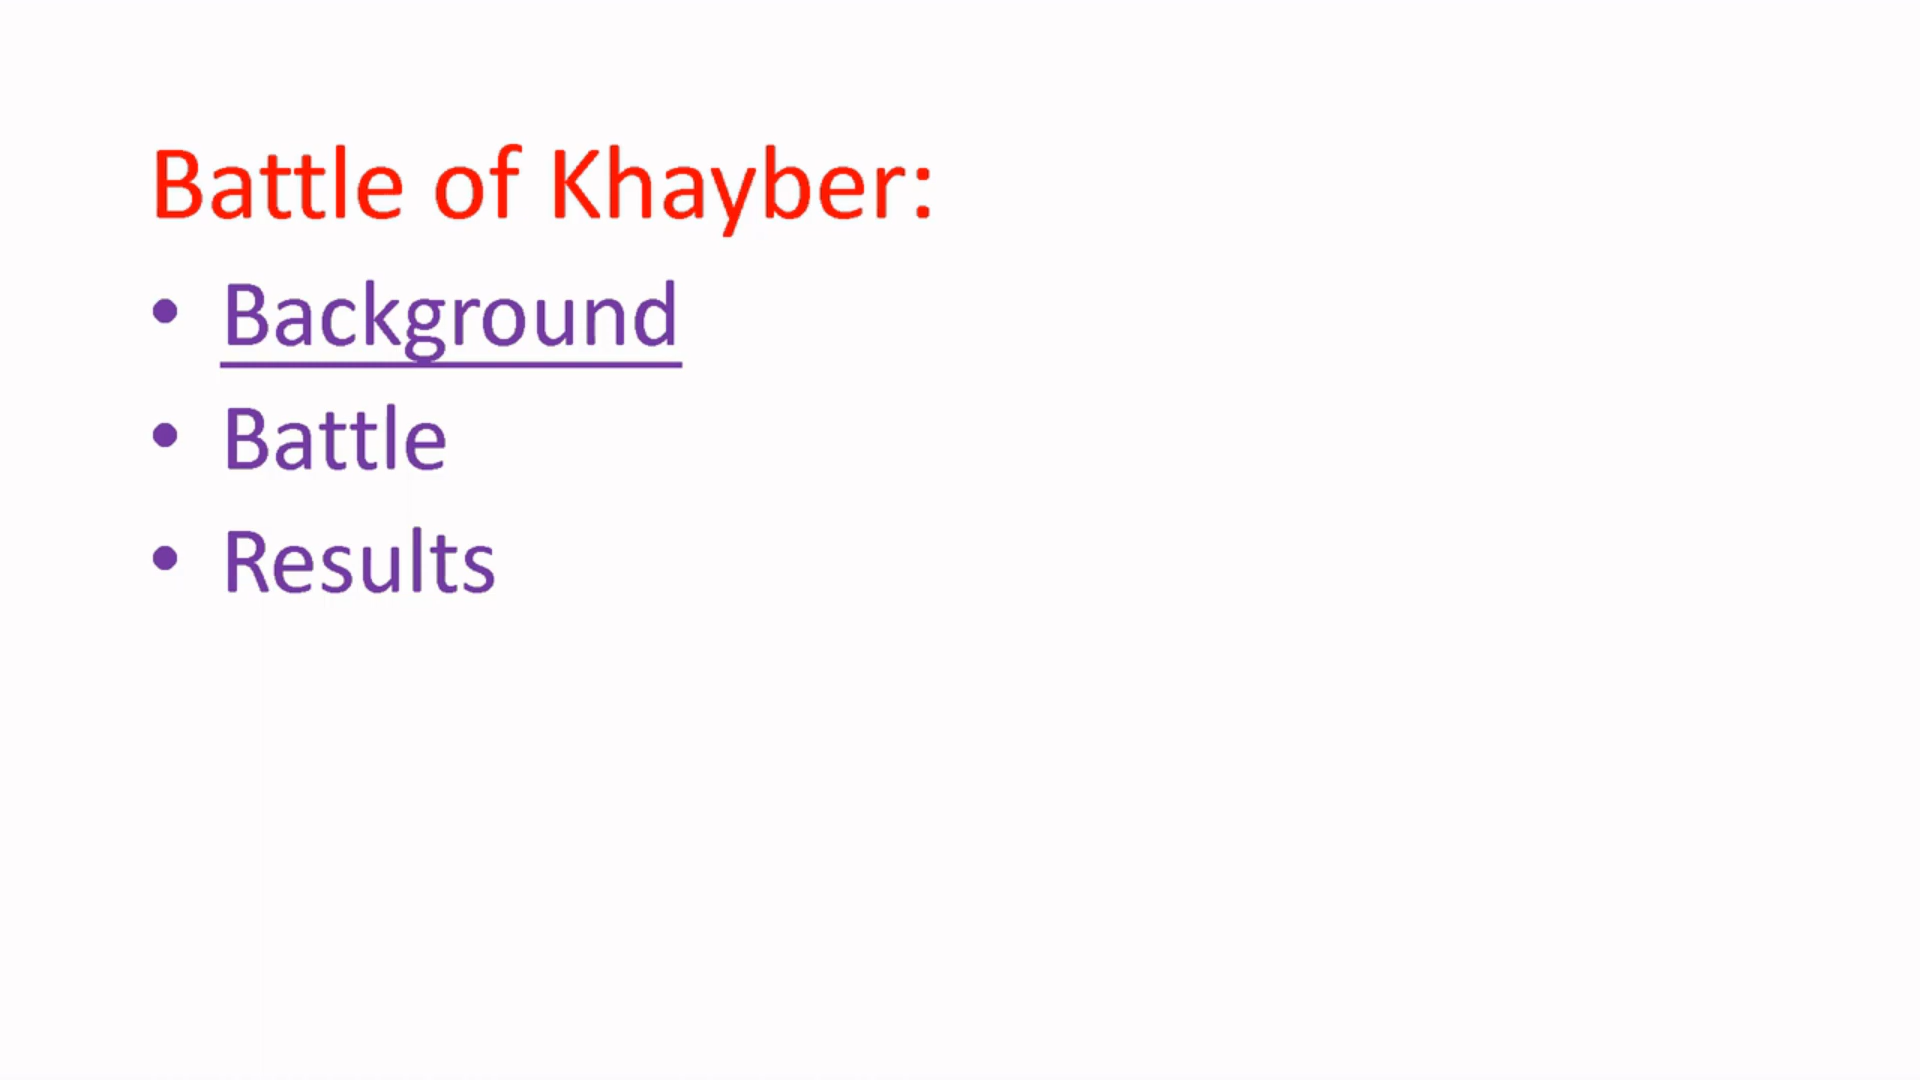 Battle of Khayber:
• Background
• Battle
• Results